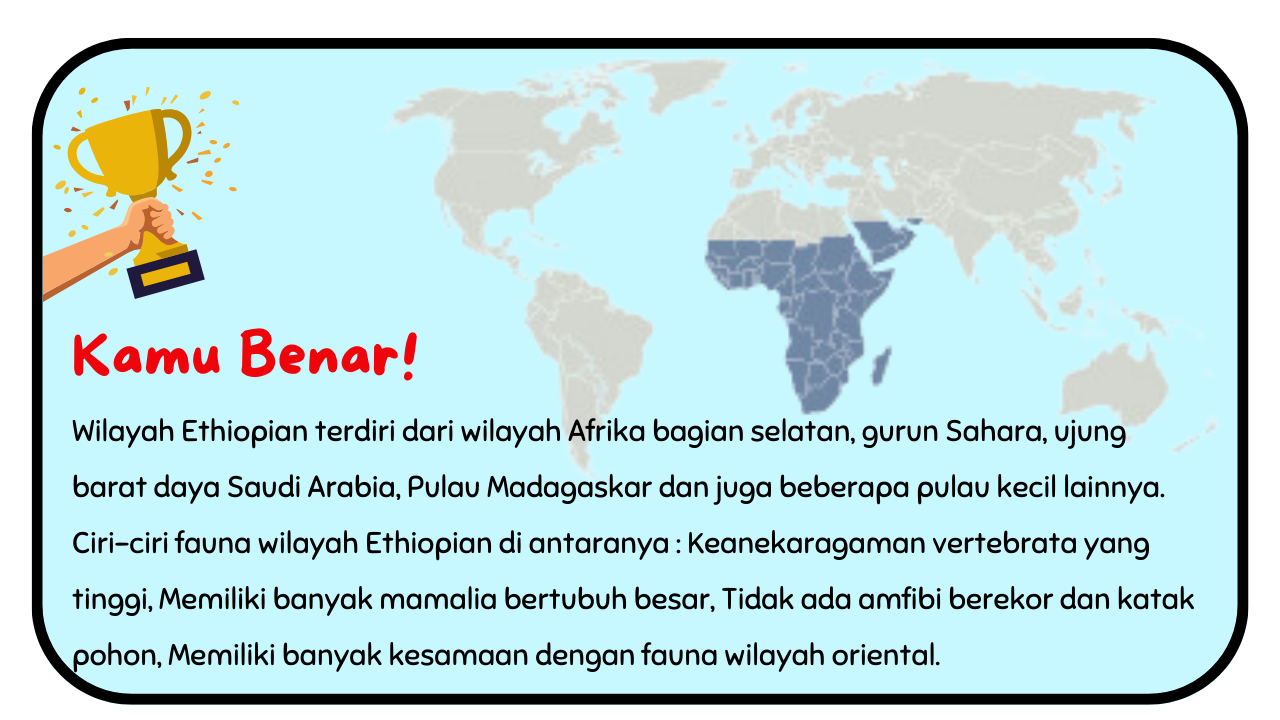 Kamu Benar!
Wilayah Ethiopian terdiri dari wilayah Afrika bagian selatan, gurun Sahara, ujung
barat daya Saudi Arabia, Pulau Madagaskar dan juga beberapa pulau kecil lainnya.
Ciri-ciri fauna wilayah Ethiopian di antaranya : Keanekaragaman vertebrata yang
tinggi, Memiliki banyak mamalia bertubuh besar, Tidak ada amfibi berekor dan katak
pohon, Memiliki banyak kesamaan dengan fauna wilayah oriental.